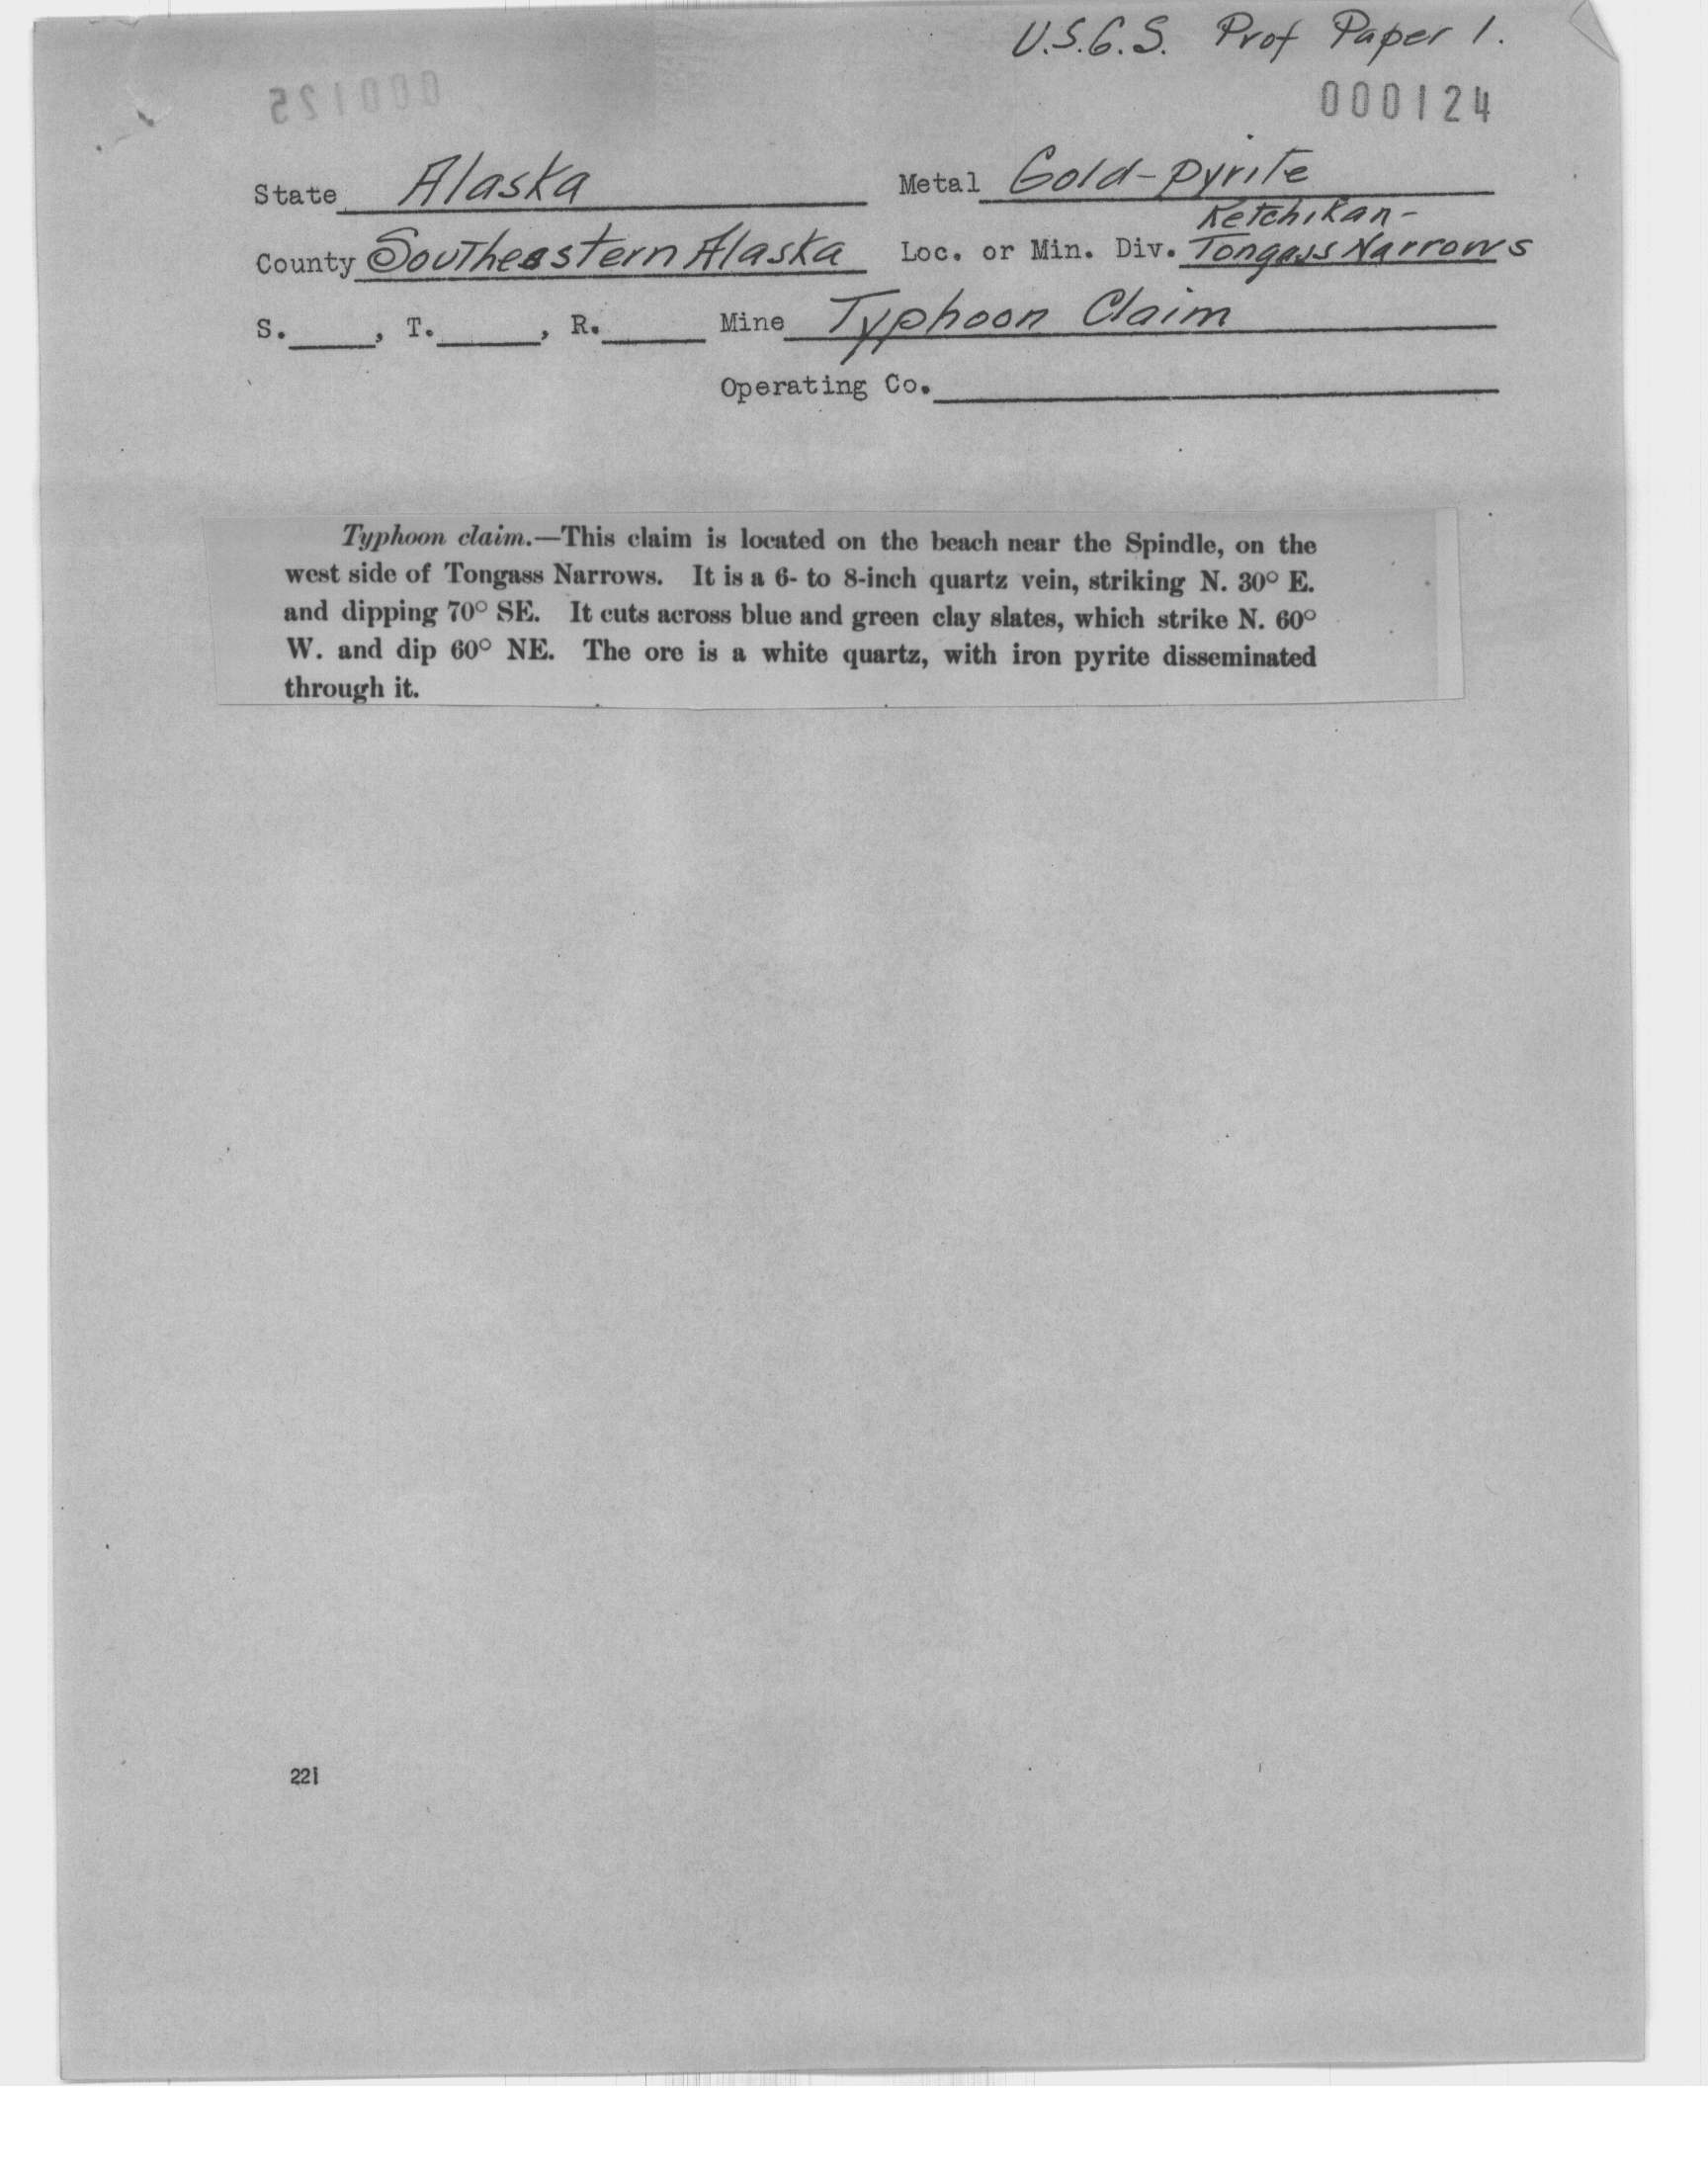 U.S.G.S. Prof Paper 1.
000125
000124
State Alaska Metal Gold-pyrite
Ketchikan-
County Southeastern Alaska Loc. or Min. Div. Tongass Narrows
S. , T. , R. Mine Typhoon Claim
Operating Co.
Typhoon claim.—This claim is located on the beach near the Spindle, on the
west side of Tongass Narrows. It is a 6- to 8-inch quartz vein, striking N. 30° E.
and dipping 70° SE. It cuts across blue and green clay slates, which strike N. 60°
W. and dip 60° NE. The ore is a white quartz, with iron pyrite disseminated
through it.
221